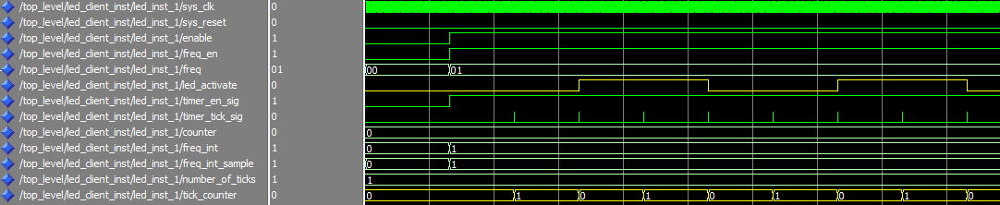 /top_level/led_client_inst/led_inst_1/sys_clk 0
/top_level/led_client_inst/led_inst_1/sys_reset 0
/top_level/led_client_inst/led_inst_1/enable 1
/top_level/led_client_inst/led_inst_1/freq_en 1
/top_level/led_client_inst/led_inst_1/freq 01 00 01
/top_level/led_client_inst/led_inst_1/led_activate 0
/top_level/led_client_inst/led_inst_1/timer_en_sig 1
/top_level/led_client_inst/led_inst_1/timer_tick_sig 0
/top_level/led_client_inst/led_inst_1/counter 0 0
/top_level/led_client_inst/led_inst_1/freq_int 1 0 1
/top_level/led_client_inst/led_inst_1/freq_int_sample 1 0 1
/top_level/led_client_inst/led_inst_1/number_of_ticks 1 1
/top_level/led_client_inst/led_inst_1/tick_counter 0 0 1 0 1 0 1 0 1 0